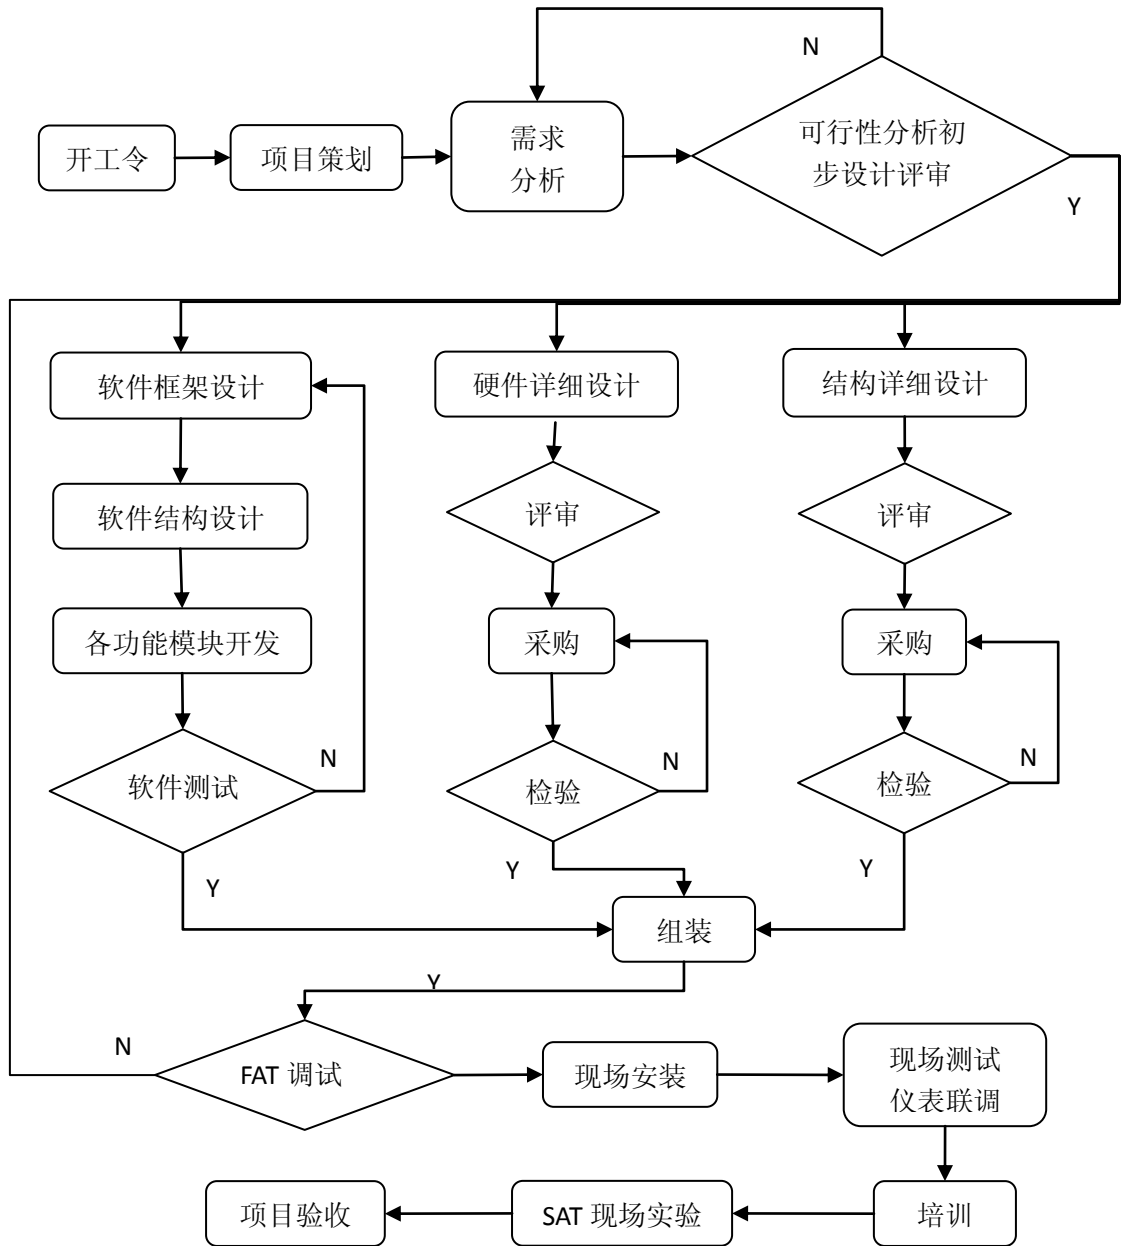 N
开工令
项目策划
需求
分析
可行性分析初
步设计评审
Y
软件框架设计
硬件详细设计
结构详细设计
软件结构设计
评审
评审
各功能模块开发
采购
采购
软件测试
N
检验
N
检验
N
Y
Y
Y
组装
Y
N
FAT 调试
现场安装
现场测试
仪表联调
项目验收
SAT 现场实验
培训